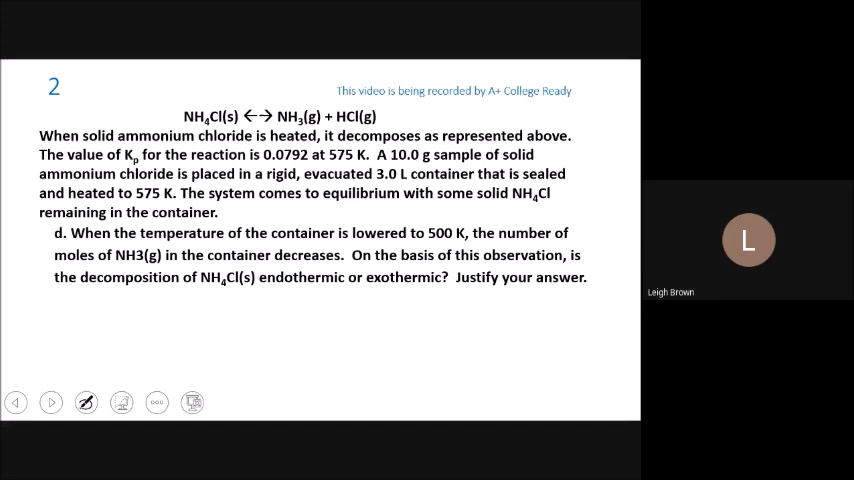 2
This video is being recorded by A+ College Ready
NH₄Cl(s) ←→ NH₃(g) + HCl(g)
When solid ammonium chloride is heated, it decomposes as represented above.
The value of Kₚ for the reaction is 0.0792 at 575 K. A 10.0 g sample of solid
ammonium chloride is placed in a rigid, evacuated 3.0 L container that is sealed
and heated to 575 K. The system comes to equilibrium with some solid NH₄Cl
remaining in the container.
d. When the temperature of the container is lowered to 500 K, the number of
moles of NH3(g) in the container decreases. On the basis of this observation, is
the decomposition of NH₄Cl(s) endothermic or exothermic? Justify your answer.
L
Leigh Brown